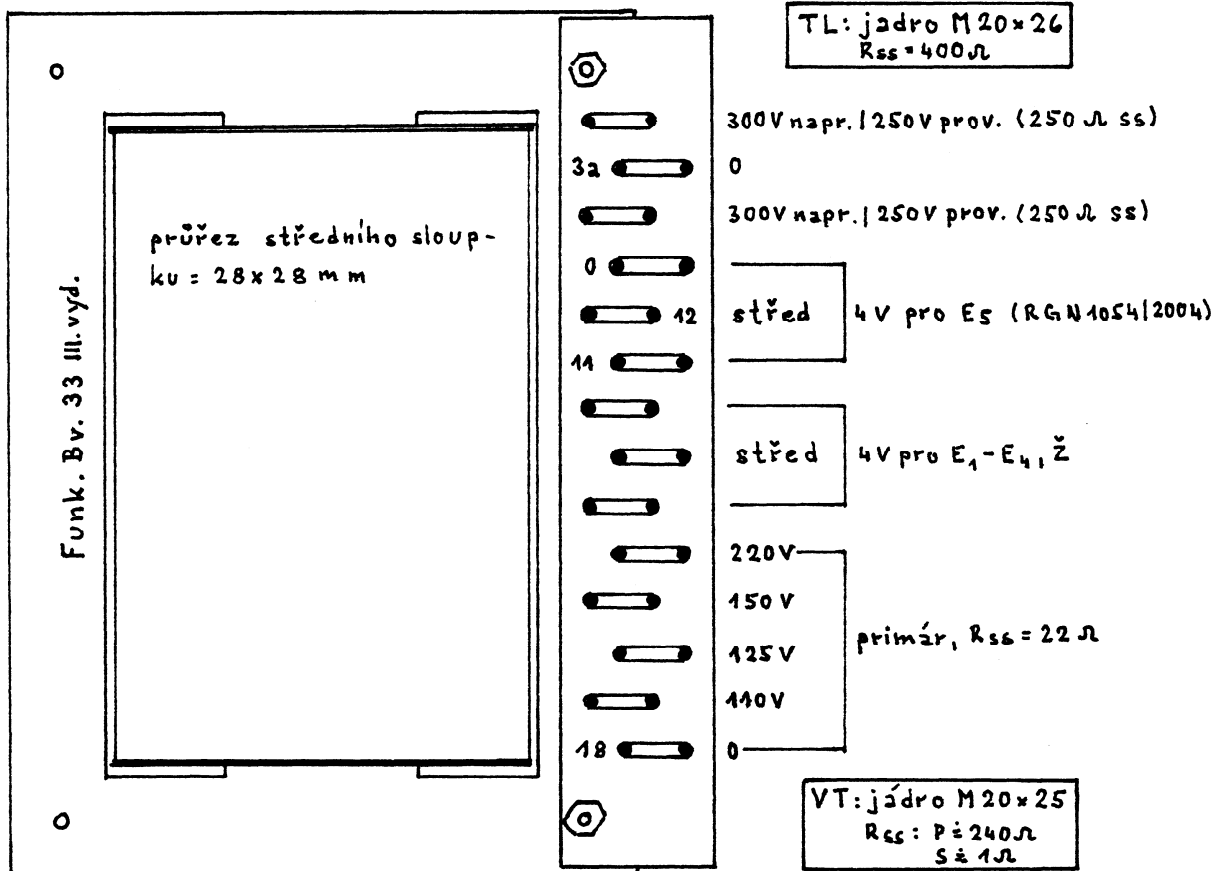 TL: jadro M 20×26
Rss = 400 Ω
300V napr. / 250V prov. (250 Ω ss)
3a
0
300V napr. / 250V prov. (250 Ω ss)
průřez středního sloup-
ku = 28×28 mm
Funk. Bv. 33 III. vyd.
0
12
střed
4V pro E5 (RGN1054/2004)
11
střed
4V pro E₁-E₄, Ž
220V
150V
125V
primár, Rss = 22 Ω
110V
18
0
VT: jádro M20×25
Rss: P ≐ 240Ω
S ≐ 1Ω